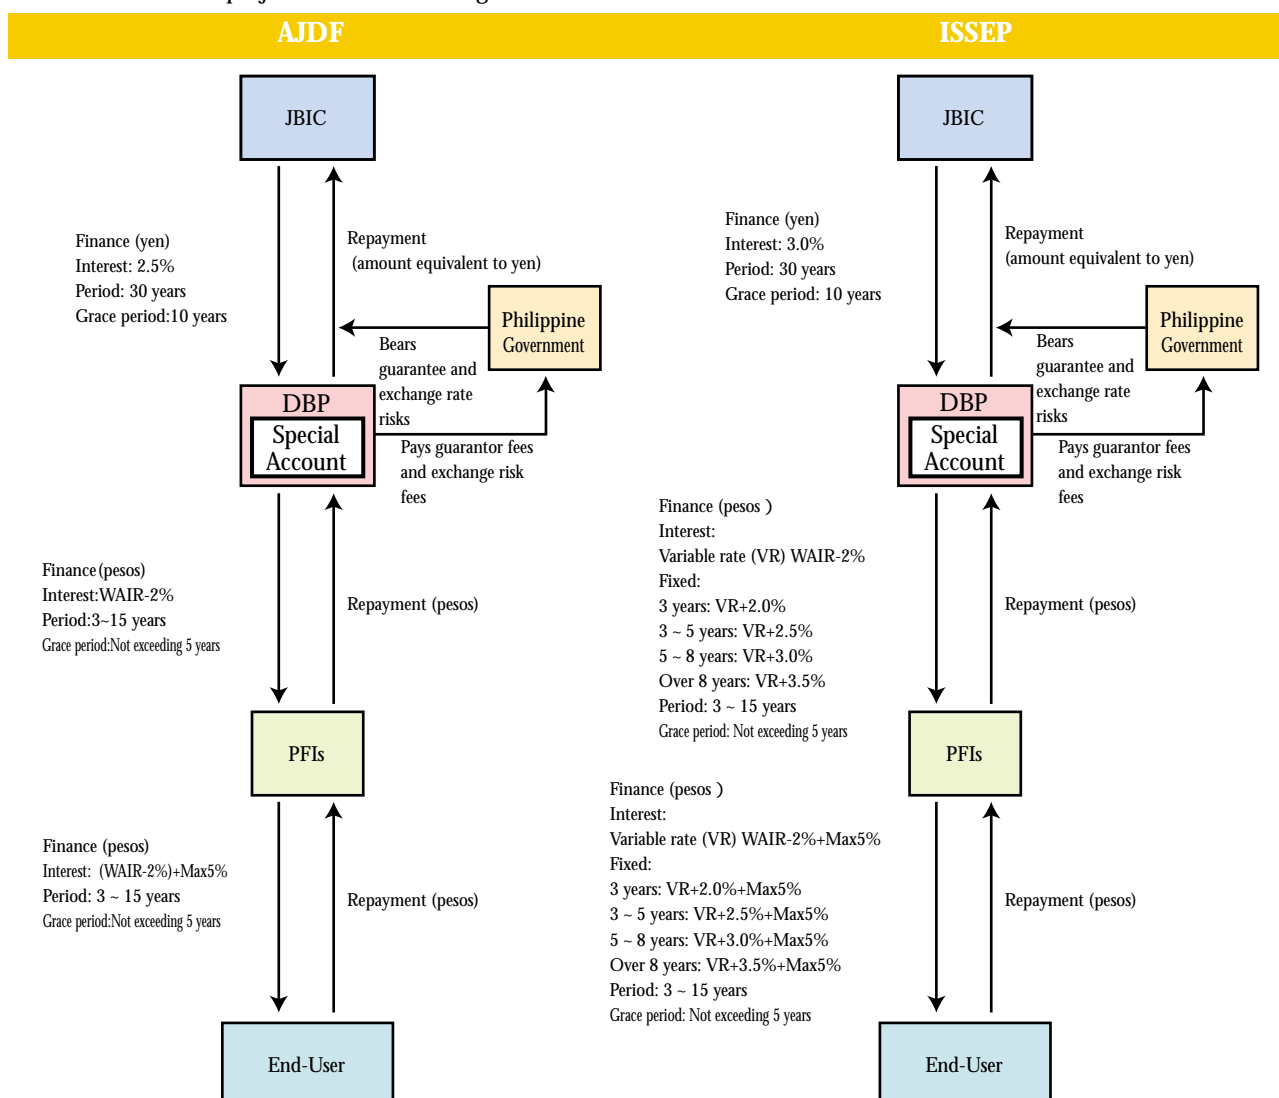 AJDF
JBIC
Finance (yen)
Interest: 2.5%
Period: 30 years
Grace period:10 years
Repayment
(amount equivalent to yen)
Philippine
Government
Bears
guarantee and
exchange rate
risks
DBP
Special
Account
Pays guarantor fees
and exchange risk
fees
Finance (pesos)
Interest:WAIR-2%
Period:3~15 years
Grace period:Not exceeding 5 years
Repayment (pesos)
PFIs
Finance (pesos)
Interest: (WAIR-2%)+Max5%
Period: 3 ~ 15 years
Grace period:Not exceeding 5 years
Repayment (pesos)
End-User
ISSEP
JBIC
Finance (yen)
Interest: 3.0%
Period: 30 years
Grace period: 10 years
Repayment
(amount equivalent to yen)
Philippine
Government
Bears
guarantee and
exchange rate
risks
DBP
Special
Account
Pays guarantor fees
and exchange risk
fees
Finance (pesos )
Interest:
Variable rate (VR) WAIR-2%
Fixed:
3 years: VR+2.0%
3 ~ 5 years: VR+2.5%
5 ~ 8 years: VR+3.0%
Over 8 years: VR+3.5%
Period: 3 ~ 15 years
Grace period: Not exceeding 5 years
Repayment (pesos)
PFIs
Finance (pesos )
Interest:
Variable rate (VR) WAIR-2%+Max5%
Fixed:
3 years: VR+2.0%+Max5%
3 ~ 5 years: VR+2.5%+Max5%
5 ~ 8 years: VR+3.0%+Max5%
Over 8 years: VR+3.5%+Max5%
Period: 3 ~ 15 years
Grace period: Not exceeding 5 years
Repayment (pesos)
End-User